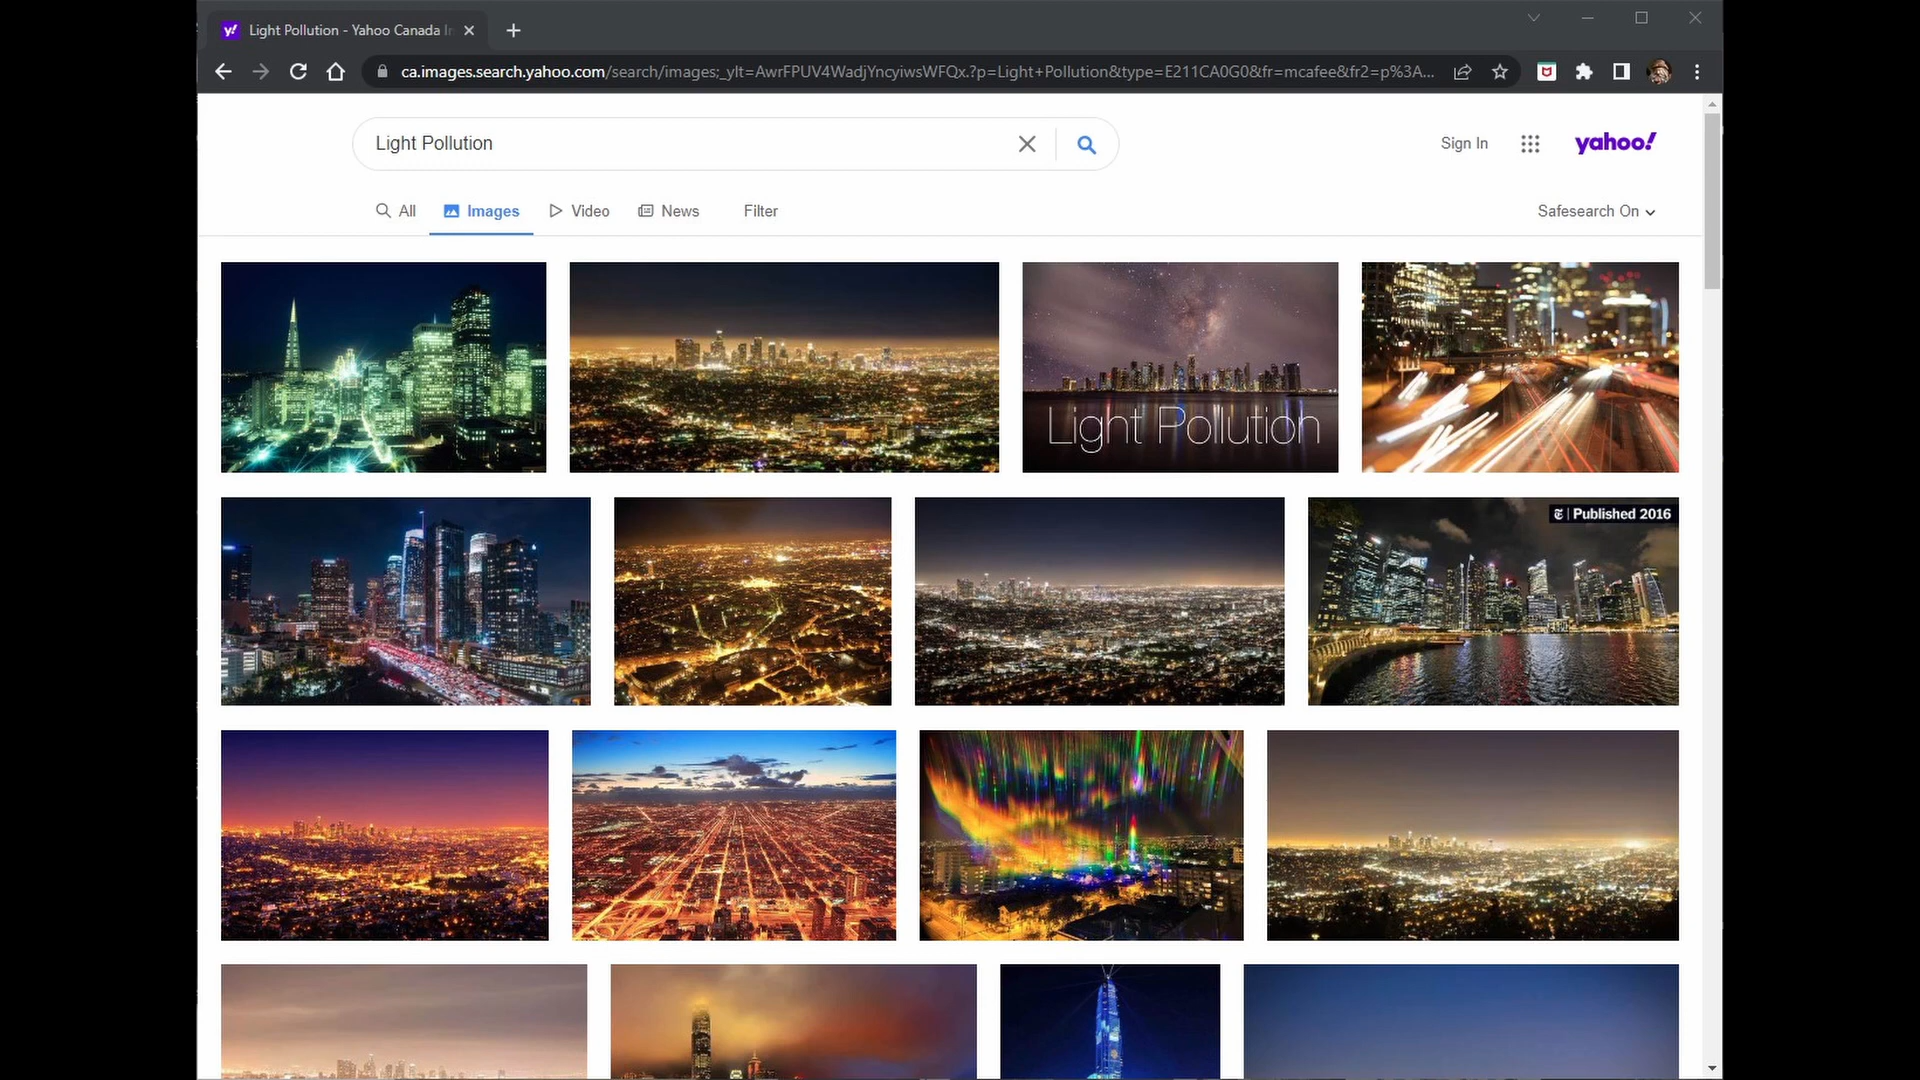 Light Pollution - Yahoo Canada I
ca.images.search.yahoo.com/search/images;_ylt=AwrFPUV4WadjYncyiwsWFQx.?p=Light+Pollution&type=E211CA0G0&fr=mcafee&fr2=p%3A...
Light Pollution
Sign In
yahoo!
All
Images
Video
News
Filter
Safesearch On
Light Pollution
Published 2016